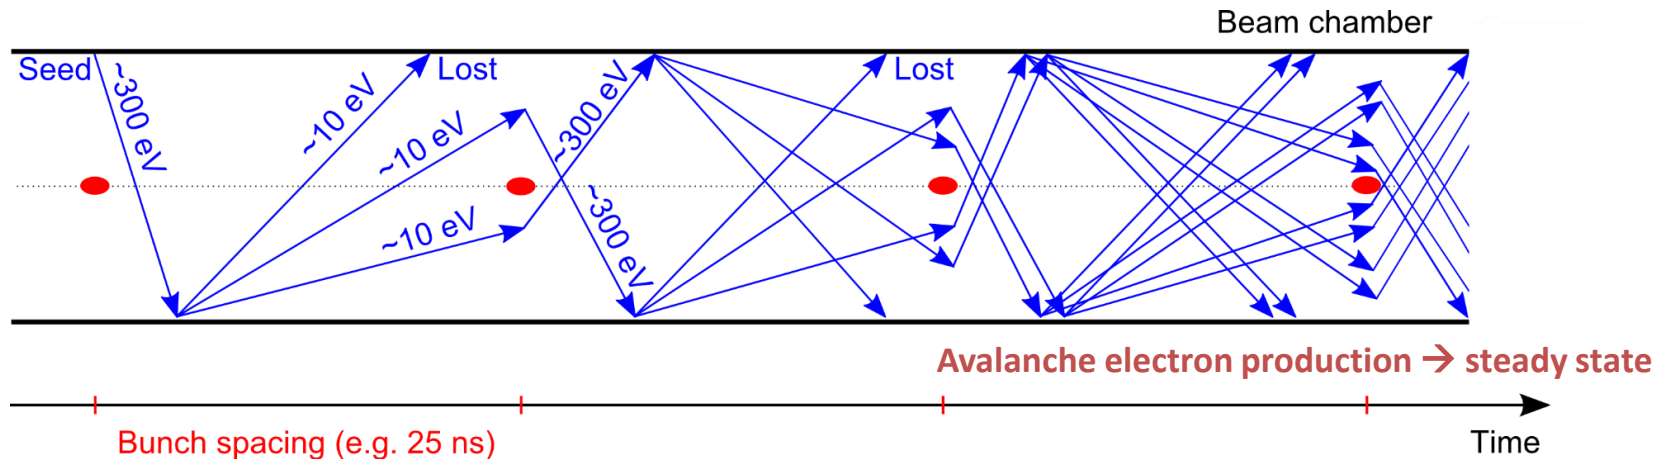 Beam chamber
Seed
~300 eV
~10 eV
Lost
~10 eV
~10 eV
~300 eV
~300 eV
Lost
Avalanche electron production → steady state
Bunch spacing (e.g. 25 ns)
Time